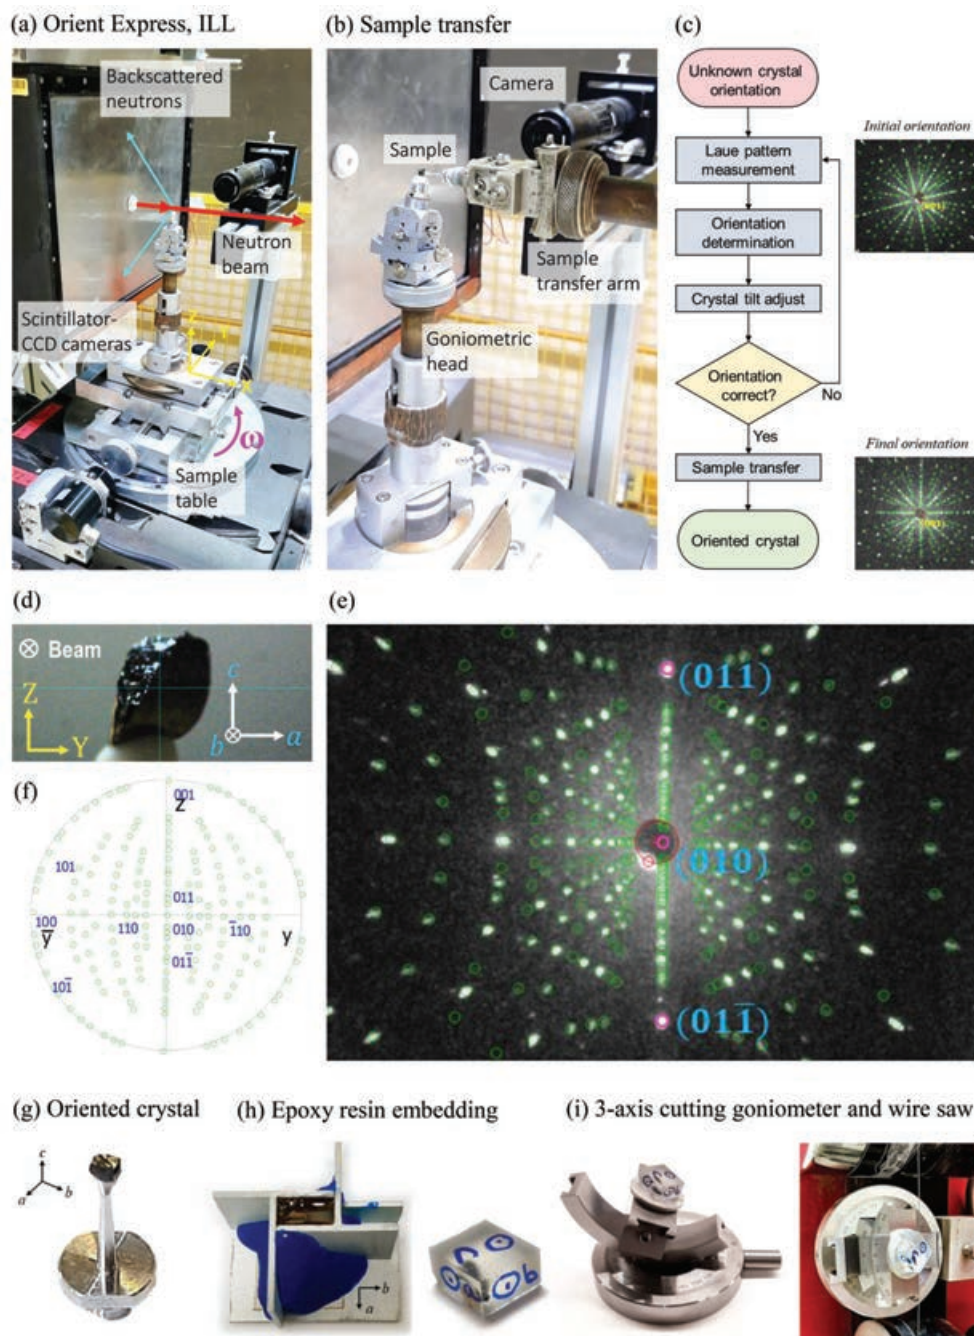 (a) Orient Express, ILL
Backscattered
neutrons
Neutron
beam
Scintillator-
CCD cameras
Z
Y
X
ω
Sample
table
(b) Sample transfer
Camera
Sample
Sample
transfer arm
Goniometric
head
(c)
Unknown crystal
orientation
Laue pattern
measurement
Orientation
determination
Crystal tilt adjust
Orientation
correct?
No
Yes
Sample transfer
Oriented crystal
Initial orientation
Final orientation
(d)
⊗ Beam
Z
Y
c
b
a
(e)
(011)
(010)
(011̅)
(f)
001
z
101
011
100
y̅
110
010
1̅10
y
011̅
101̅
(g) Oriented crystal
c
a
b
(h) Epoxy resin embedding
b
a
b
(i) 3-axis cutting goniometer and wire saw